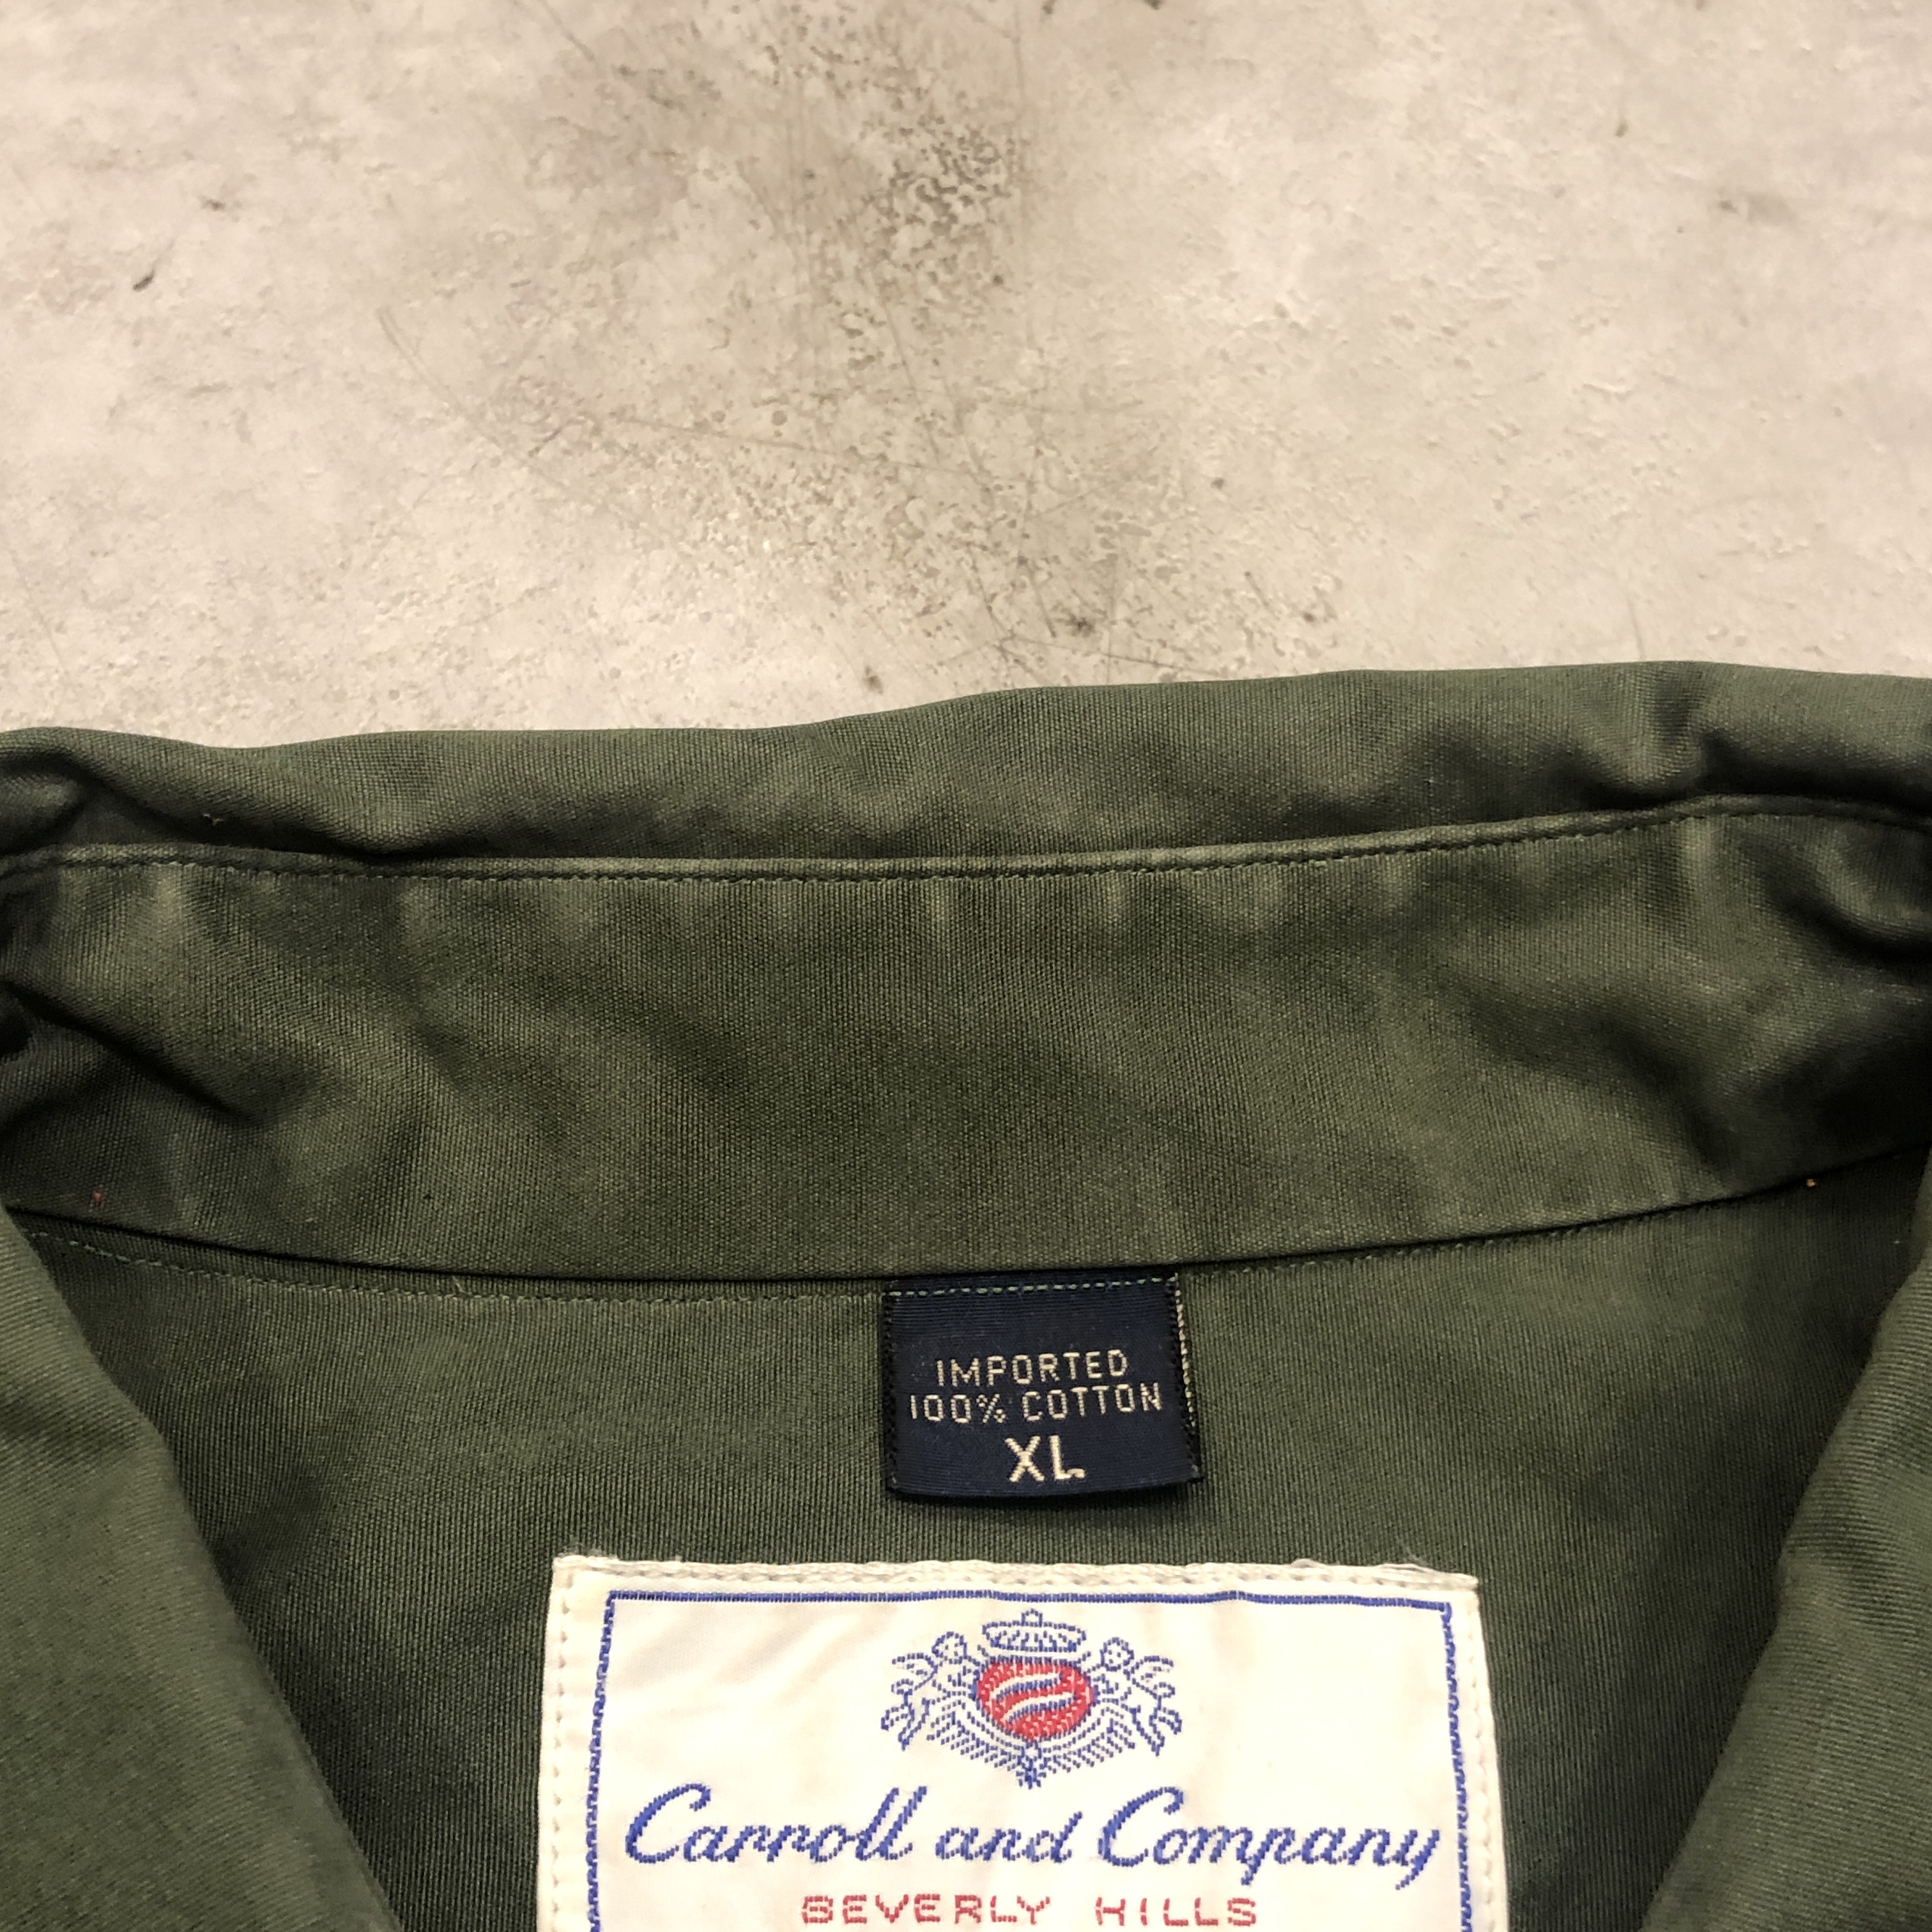 IMPORTED
100% COTTON
XL
Carroll and Company
BEVERLY HILLS